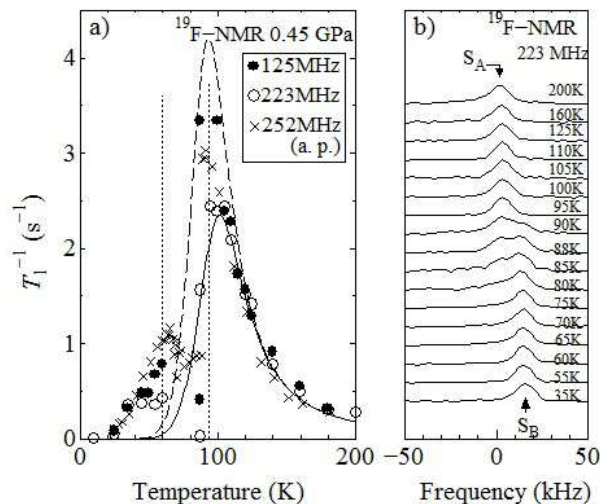 a) ¹⁹F−NMR 0.45 GPa
125MHz
223MHz
252MHz
(a. p.)
4
3
2
1
0
T₁⁻¹ (s⁻¹)
0 100 200
Temperature (K)
b) ¹⁹F−NMR
223 MHz
S_A
200K
160K
125K
110K
105K
100K
95K
90K
88K
85K
80K
75K
70K
65K
60K
55K
35K
S_B
−50 0 50
Frequency (kHz)